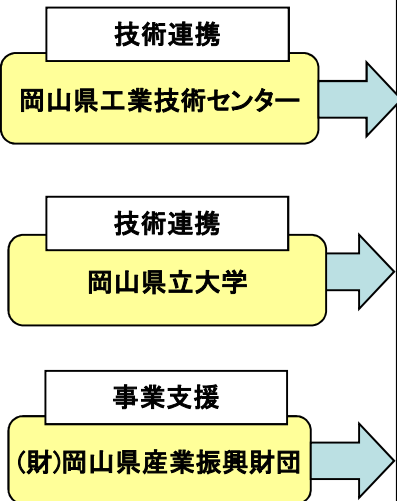 技術連携
岡山県工業技術センター
技術連携
岡山県立大学
事業支援
(財)岡山県産業振興財団